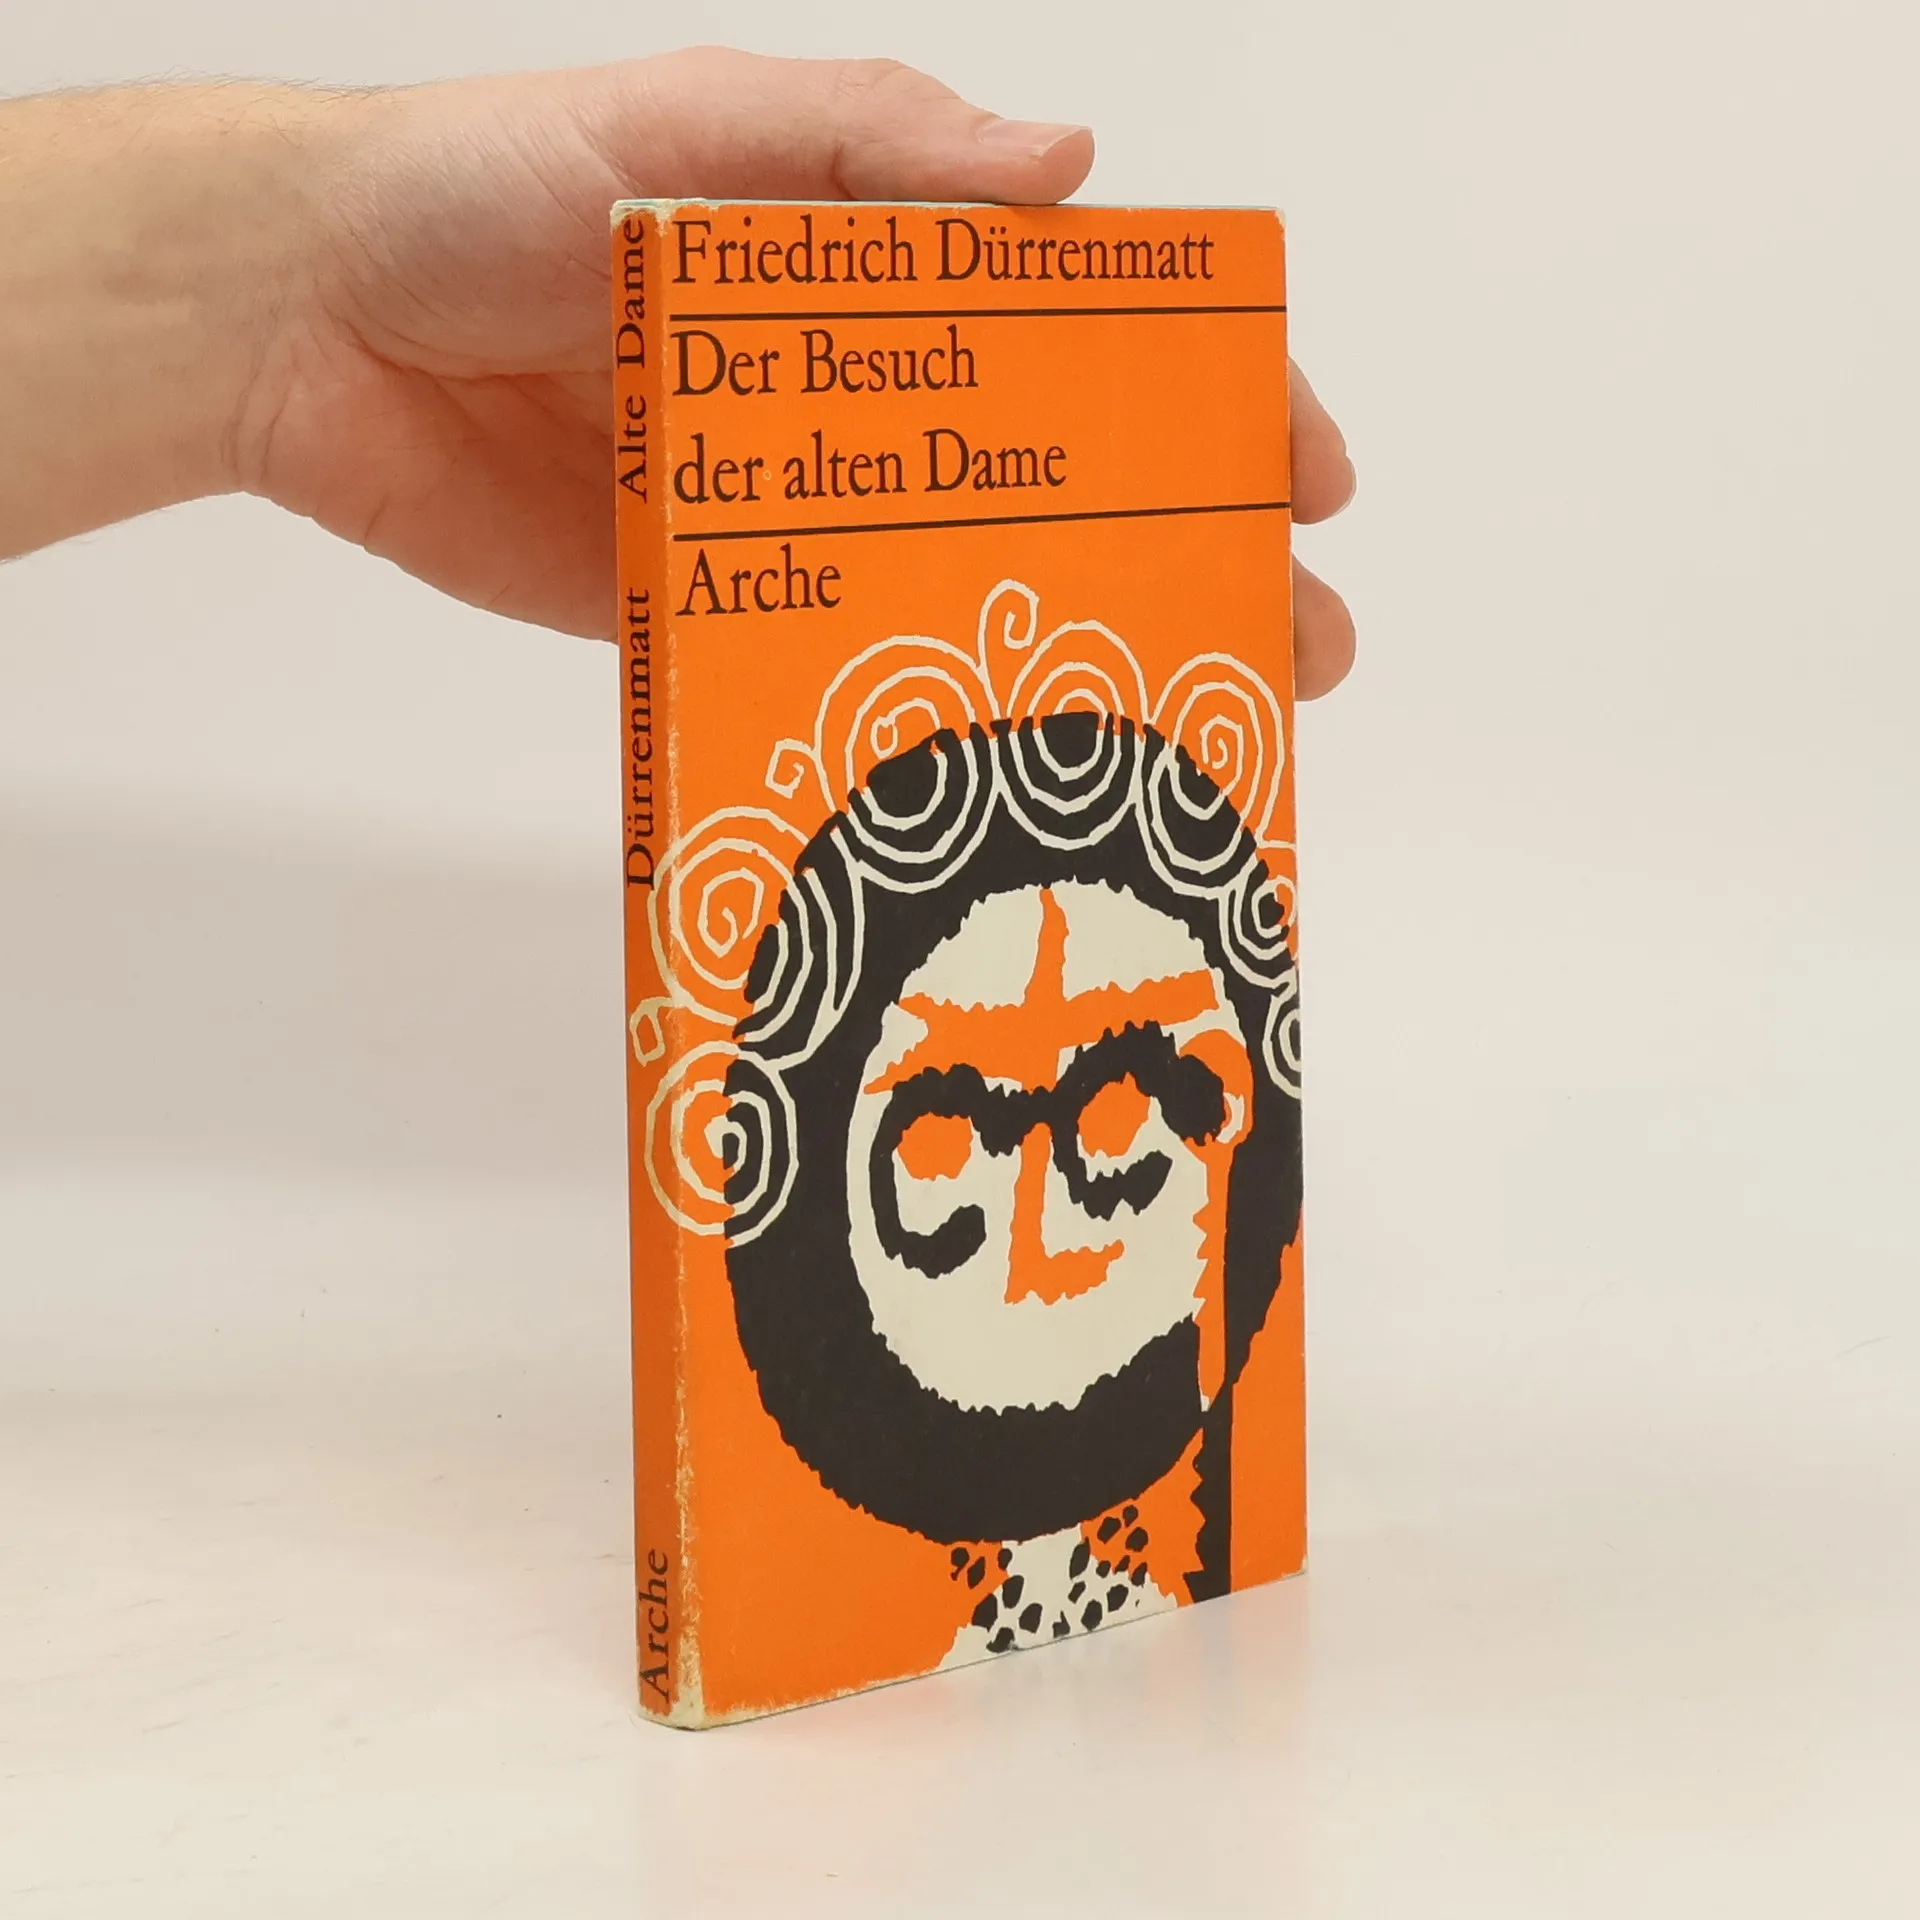 Friedrich Dürrenmatt
Der Besuch
der alten Dame
Arche
Arche Dürrenmatt Alte Dame